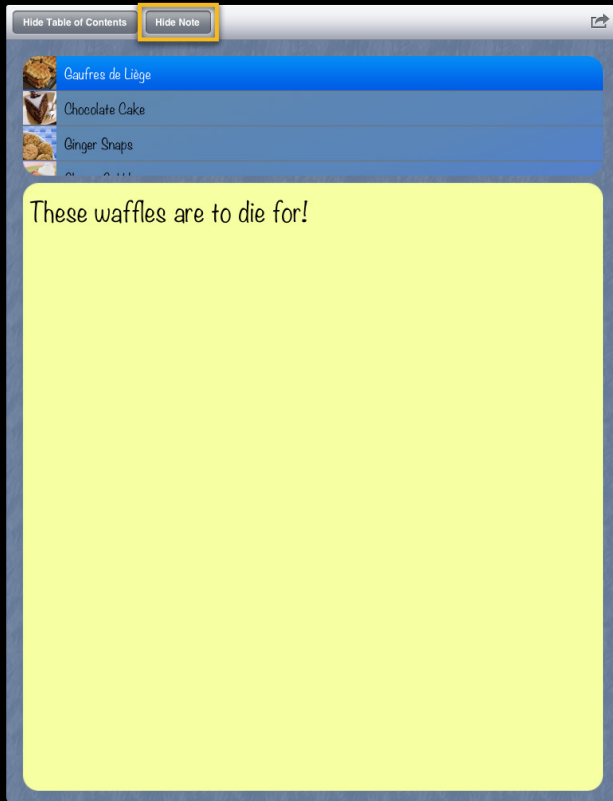 Hide Table of Contents Hide Note
Gaufres de Liège
Chocolate Cake
Ginger Snaps
These waffles are to die for!